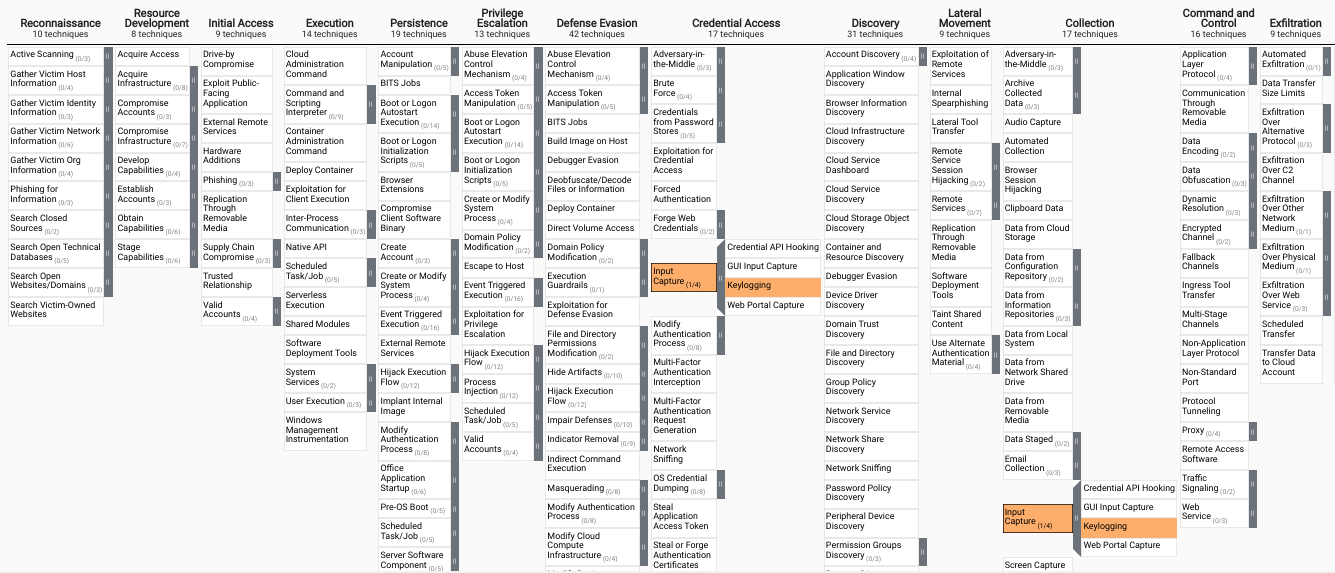 Reconnaissance
10 techniques
Active Scanning (0/3)
Gather Victim Host
Information (0/4)
Gather Victim Identity
Information (0/3)
Gather Victim Network
Information (0/6)
Gather Victim Org
Information (0/4)
Phishing for
Information (0/3)
Search Closed
Sources (0/2)
Search Open Technical
Databases (0/5)
Search Open
Websites/Domains (0/3)
Search Victim-Owned
Websites
Resource
Development
8 techniques
Acquire Access
Acquire
Infrastructure (0/8)
Compromise
Accounts (0/3)
Compromise
Infrastructure (0/7)
Develop
Capabilities (0/4)
Establish
Accounts (0/3)
Obtain
Capabilities (0/6)
Stage
Capabilities (0/6)
Initial Access
9 techniques
Drive-by
Compromise
Exploit Public-
Facing
Application
External Remote
Services
Hardware
Additions
Phishing (0/3)
Replication
Through
Removable
Media
Supply Chain
Compromise (0/3)
Trusted
Relationship
Valid
Accounts (0/4)
Execution
14 techniques
Cloud
Administration
Command
Command and
Scripting
Interpreter (0/9)
Container
Administration
Command
Deploy Container
Exploitation for
Client Execution
Inter-Process
Communication (0/3)
Native API
Scheduled
Task/Job (0/5)
Serverless
Execution
Shared Modules
Software
Deployment Tools
System
Services (0/2)
User Execution (0/3)
Windows
Management
Instrumentation
Persistence
19 techniques
Account
Manipulation (0/5)
BITS Jobs
Boot or Logon
Autostart
Execution (0/14)
Boot or Logon
Initialization
Scripts (0/5)
Browser
Extensions
Compromise
Client Software
Binary
Create
Account (0/3)
Create or Modify
System
Process (0/4)
Event Triggered
Execution (0/16)
External Remote
Services
Hijack Execution
Flow (0/12)
Implant Internal
Image
Modify
Authentication
Process (0/8)
Office
Application
Startup (0/6)
Pre-OS Boot (0/5)
Scheduled
Task/Job (0/5)
Server Software
Component (0/5)
Privilege
Escalation
13 techniques
Abuse Elevation
Control
Mechanism (0/4)
Access Token
Manipulation (0/5)
Boot or Logon
Autostart
Execution (0/14)
Boot or Logon
Initialization
Scripts (0/5)
Create or Modify
System
Process (0/4)
Domain Policy
Modification (0/2)
Escape to Host
Event Triggered
Execution (0/16)
Exploitation for
Privilege
Escalation
Hijack Execution
Flow (0/12)
Process
Injection (0/12)
Scheduled
Task/Job (0/5)
Valid
Accounts (0/4)
Defense Evasion
42 techniques
Abuse Elevation
Control
Mechanism (0/4)
Access Token
Manipulation (0/5)
BITS Jobs
Build Image on Host
Debugger Evasion
Deobfuscate/Decode
Files or Information
Deploy Container
Direct Volume Access
Domain Policy
Modification (0/2)
Execution
Guardrails (0/1)
Exploitation for
Defense Evasion
File and Directory
Permissions
Modification (0/2)
Hide Artifacts (0/10)
Hijack Execution
Flow (0/12)
Impair Defenses (0/10)
Indicator Removal (0/9)
Indirect Command
Execution
Masquerading (0/8)
Modify Authentication
Process (0/8)
Modify Cloud
Compute
Infrastructure (0/4)
Credential Access
17 techniques
Adversary-in-
the-Middle (0/3)
Brute
Force (0/4)
Credentials
from Password
Stores (0/5)
Exploitation for
Credential
Access
Forced
Authentication
Forge Web
Credentials (0/2)
Input
Capture (1/4)
Credential API Hooking
GUI Input Capture
Keylogging
Web Portal Capture
Modify
Authentication
Process (0/8)
Multi-Factor
Authentication
Interception
Multi-Factor
Authentication
Request
Generation
Network
Sniffing
OS Credential
Dumping (0/8)
Steal
Application
Access Token
Steal or Forge
Authentication
Certificates
Discovery
31 techniques
Account Discovery (0/4)
Application Window
Discovery
Browser Information
Discovery
Cloud Infrastructure
Discovery
Cloud Service
Dashboard
Cloud Service
Discovery
Cloud Storage Object
Discovery
Container and
Resource Discovery
Debugger Evasion
Device Driver
Discovery
Domain Trust
Discovery
File and Directory
Discovery
Group Policy
Discovery
Network Service
Discovery
Network Share
Discovery
Network Sniffing
Password Policy
Discovery
Peripheral Device
Discovery
Permission Groups
Discovery (0/3)
Lateral
Movement
9 techniques
Exploitation of
Remote
Services
Internal
Spearphishing
Lateral Tool
Transfer
Remote
Service
Session
Hijacking (0/2)
Remote
Services (0/7)
Replication
Through
Removable
Media
Software
Deployment
Tools
Taint Shared
Content
Use Alternate
Authentication
Material (0/4)
Collection
17 techniques
Adversary-in-
the-Middle (0/3)
Archive
Collected
Data (0/3)
Audio Capture
Automated
Collection
Browser
Session
Hijacking
Clipboard Data
Data from Cloud
Storage
Data from
Configuration
Repository (0/2)
Data from
Information
Repositories (0/3)
Data from Local
System
Data from
Network Shared
Drive
Data from
Removable
Media
Data Staged (0/2)
Email
Collection (0/3)
Input
Capture (1/4)
Credential API Hooking
GUI Input Capture
Keylogging
Web Portal Capture
Screen Capture
Command and
Control
16 techniques
Application
Layer
Protocol (0/4)
Communication
Through
Removable
Media
Data
Encoding (0/2)
Data
Obfuscation (0/3)
Dynamic
Resolution (0/3)
Encrypted
Channel (0/2)
Fallback
Channels
Ingress Tool
Transfer
Multi-Stage
Channels
Non-Application
Layer Protocol
Non-Standard
Port
Protocol
Tunneling
Proxy (0/4)
Remote Access
Software
Traffic
Signaling (0/2)
Web
Service (0/3)
Exfiltration
9 techniques
Automated
Exfiltration (0/1)
Data Transfer
Size Limits
Exfiltration
Over
Alternative
Protocol (0/3)
Exfiltration
Over C2
Channel
Exfiltration
Over Other
Network
Medium (0/1)
Exfiltration
Over Physical
Medium (0/1)
Exfiltration
Over Web
Service (0/3)
Scheduled
Transfer
Transfer Data
to Cloud
Account